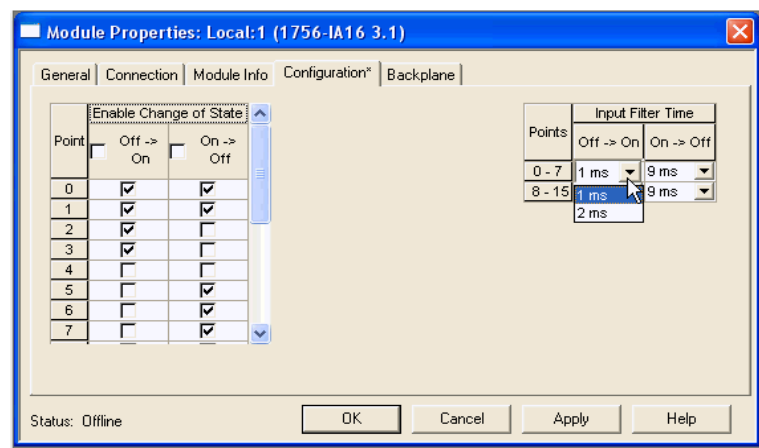 Module Properties: Local:1 (1756-IA16 3.1)
General Connection Module Info Configuration* Backplane
Enable Change of State
Point Off -> On On -> Off
0
1
2
3
4
5
6
7
Input Filter Time
Points Off -> On On -> Off
0 - 7 1 ms 9 ms
8 - 15 1 ms 9 ms
2 ms
Status: Offline OK Cancel Apply Help